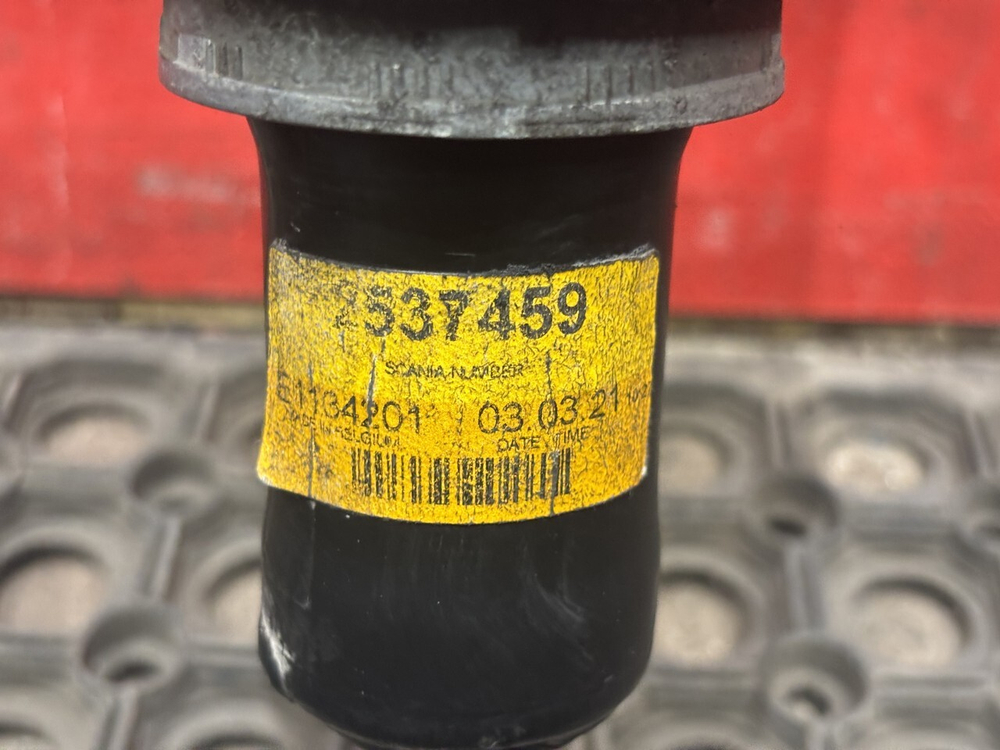 2537459
SCANIA NUMBER
E1134201 03.03.21
MADE IN BELGIUM DATE TIME